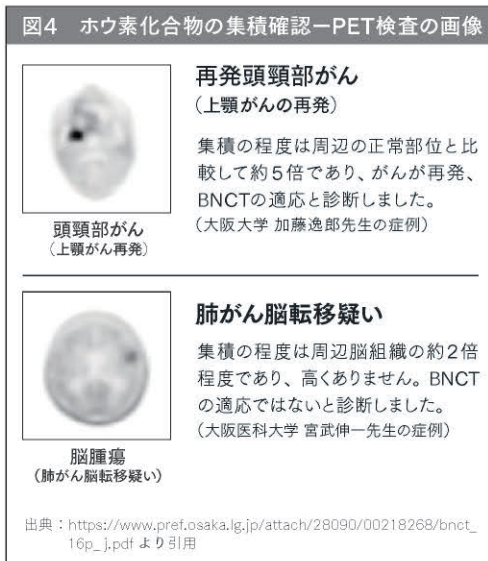 図4 ホウ素化合物の集積確認ーPET検査の画像
再発頭頸部がん
(上顎がんの再発)
集積の程度は周辺の正常部位と比
較して約5倍であり、がんが再発、
BNCTの適応と診断しました。
(大阪大学 加藤逸郎先生の症例)
頭頸部がん
(上顎がん再発)
肺がん脳転移疑い
集積の程度は周辺脳組織の約2倍
程度であり、高くありません。BNCT
の適応ではないと診断しました。
(大阪医科大学 宮武伸一先生の症例)
脳腫瘍
(肺がん脳転移疑い)
出典:https://www.pref.osaka.lg.jp/attach/28090/00218268/bnct_
16p_j.pdf より引用